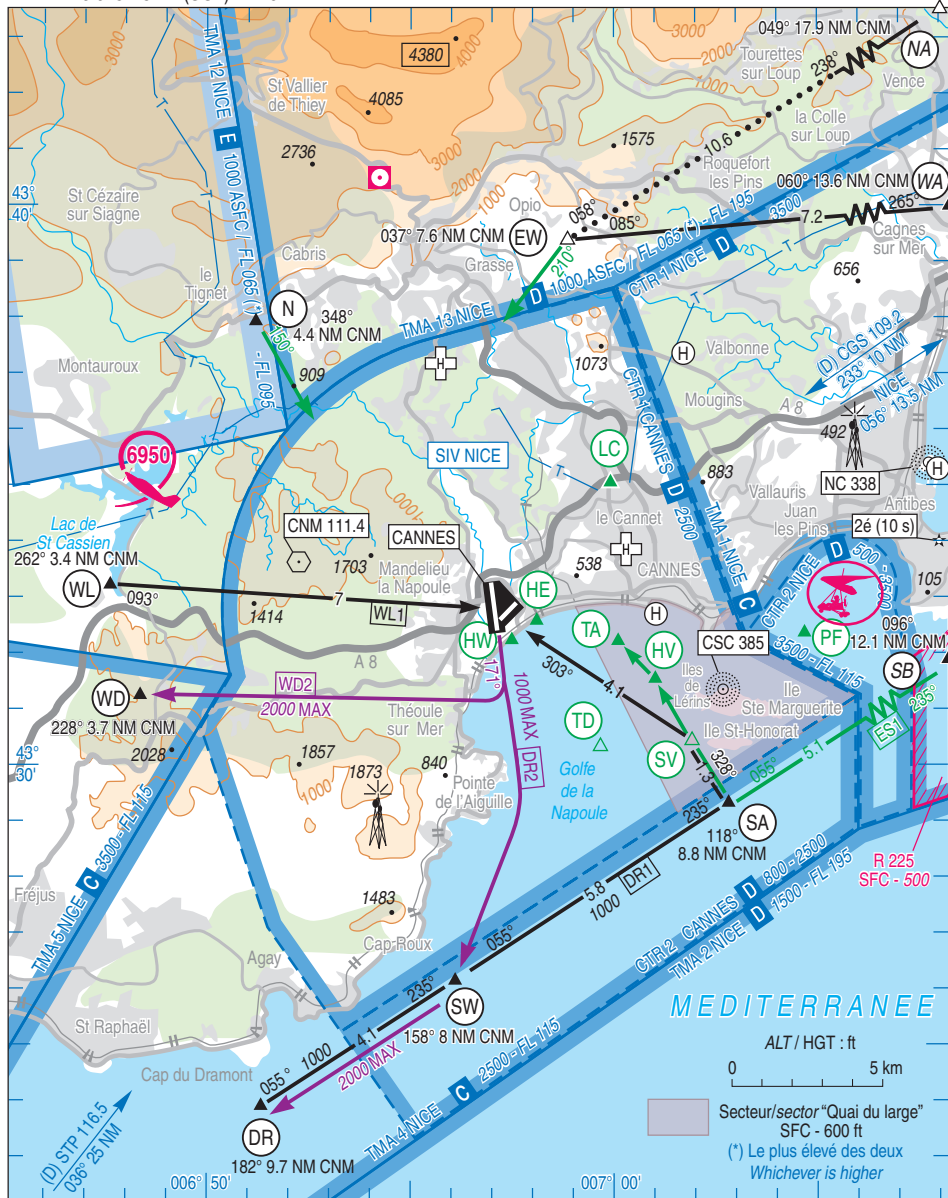 049° 17.9 NM CNM
NA
4380
4000
3000
3000
2000
1000
Tourettes
sur Loup
238°
Vence
St Vallier
de Thiey
4085
TMA 12 NICE E 1000 ASFC / FL 065 (*) - FL 095
la Colle
sur Loup
1575
10.6
2736
3000
2000
1000
Roquefort
les Pins
060° 13.6 NM CNM
WA
43°
40'
St Cézaire
sur Siagne
Opio
058°
085°
7.2
265°
3500
037° 7.6 NM CNM
EW
Cagnes
sur Mer
Cabris
Grasse
210°
le
Tignet
656
N
348°
4.4 NM CNM
150°
TMA 13 NICE D 1000 ASFC / FL 065 (*) - FL 195
CTR 1 NICE D
1073
H
H
Valbonne
Montauroux
909
(D) CGS 109.2
233° 10 NM
NICE
056° 13.5 NM
Mougins
A 8
CTR 1 CANNES D 2500
492
6950
SIV NICE
LC
883
NC 338
H
TMA 1 NICE C 3500 - FL 115
Vallauris
Juan
les Pins
Antibes
1000
le Cannet
Lac de
St Cassien
CNM 111.4
CANNES
H
2é (10 s)
262° 3.4 NM CNM
1703
Mandelieu
la Napoule
538
CANNES
CTR 2 NICE D 500 - 3500
105
WL
093°
7
WL1
1414
HE
H
096°
12.1 NM CNM
HW
TA
HV
CSC 385
PF
A 8
171°
303°
4.1
Iles
de
Lérins
SB
WD
WD2
2000 MAX
1000 MAX
DR2
Ile
Ste Marguerite
235°
228° 3.7 NM CNM
Théoule
sur Mer
TD
Ile St-Honorat
ES1
43°
30'
2028
1857
SV
328°
5.1
1000
1873
840
Pointe
de l'Aiguille
Golfe
de la
Napoule
1.3
055°
235°
SA
118°
8.8 NM CNM
R 225
SFC - 500
TMA 5 NICE C 3500 - FL 115
5.8
DR1
1000
Fréjus
1483
CTR 2 CANNES D 800 - 2500
TMA 2 NICE D 1500 - FL 195
Cap Roux
055°
Agay
235°
SW
MEDITERRANEE
St Raphaël
158° 8 NM CNM
4.1
1000
ALT / HGT : ft
055°
2000 MAX
0 5 km
Cap du Dramont
TMA 4 NICE C 2500 - FL 115
DR
Secteur/sector "Quai du large"
SFC - 600 ft
(D) STP 116.5
036° 25 NM
182° 9.7 NM CNM
(*) Le plus élevé des deux
Whichever is higher
006° 50'
007° 00'